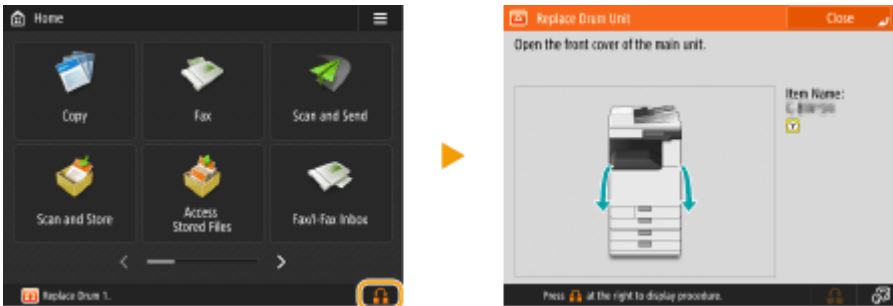 Home
Copy
Fax
Scan and Send
Scan and Store
Access
Stored Files
Fax/I-Fax Inbox
Replace Drum 1.
Replace Drum Unit
Close
Open the front cover of the main unit.
Item Name:
Y
Press at the right to display procedure.